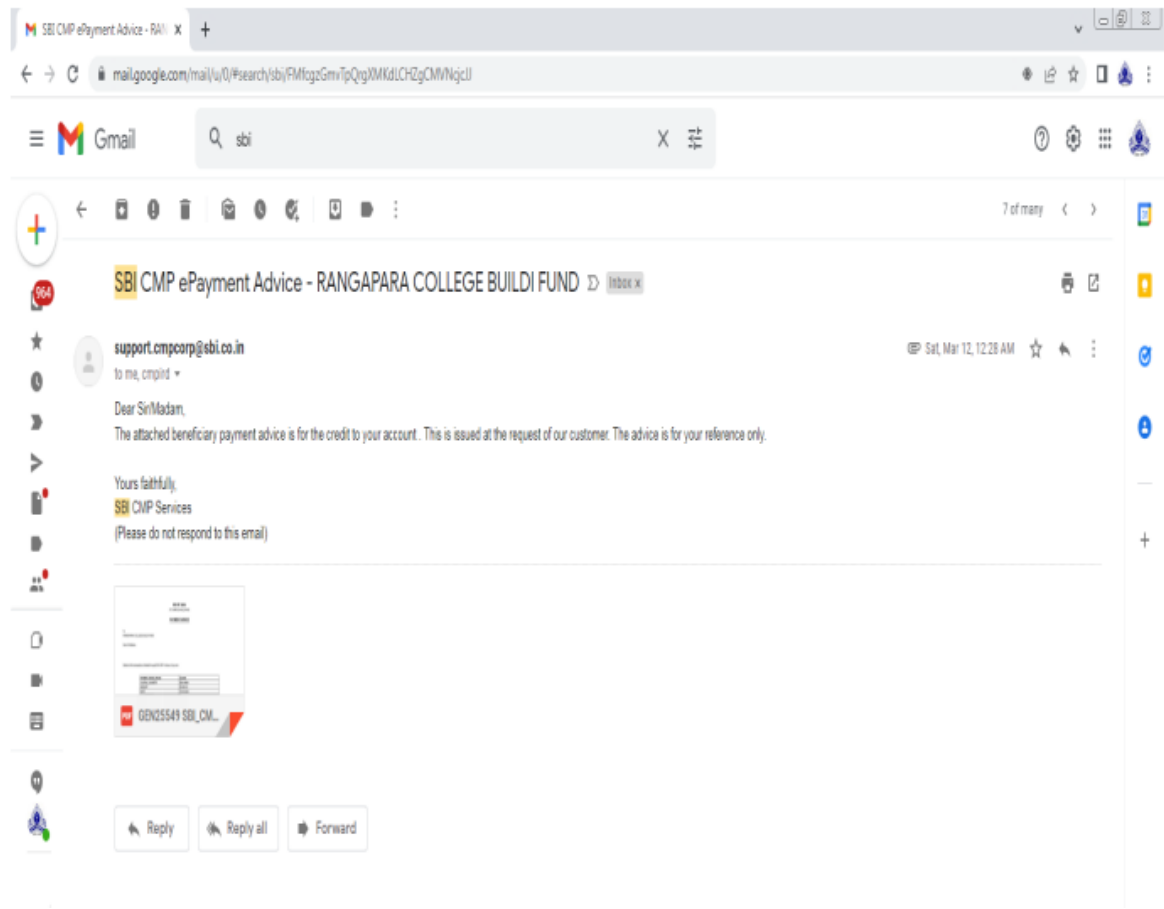 SBI CMP ePayment Advice - RAN X
mail.google.com/mail/u/0/#search/sbi/FMfcgzGmvTpQrgXMKdLCHZgCMVNqjcJJ
Gmail
sbi
7 of many
964
SBI CMP ePayment Advice - RANGAPARA COLLEGE BUILDI FUND
Inbox x
support.cmpcorp@sbi.co.in
Sat, Mar 12, 12:28 AM
to me, cmplrd
Dear Sir/Madam,
The attached beneficiary payment advice is for the credit to your account . This is issued at the request of our customer. The advice is for your reference only.
Yours faithfully,
SBI CMP Services
(Please do not respond to this email)
PDF GEN25549 SBI_CM...
Reply
Reply all
Forward